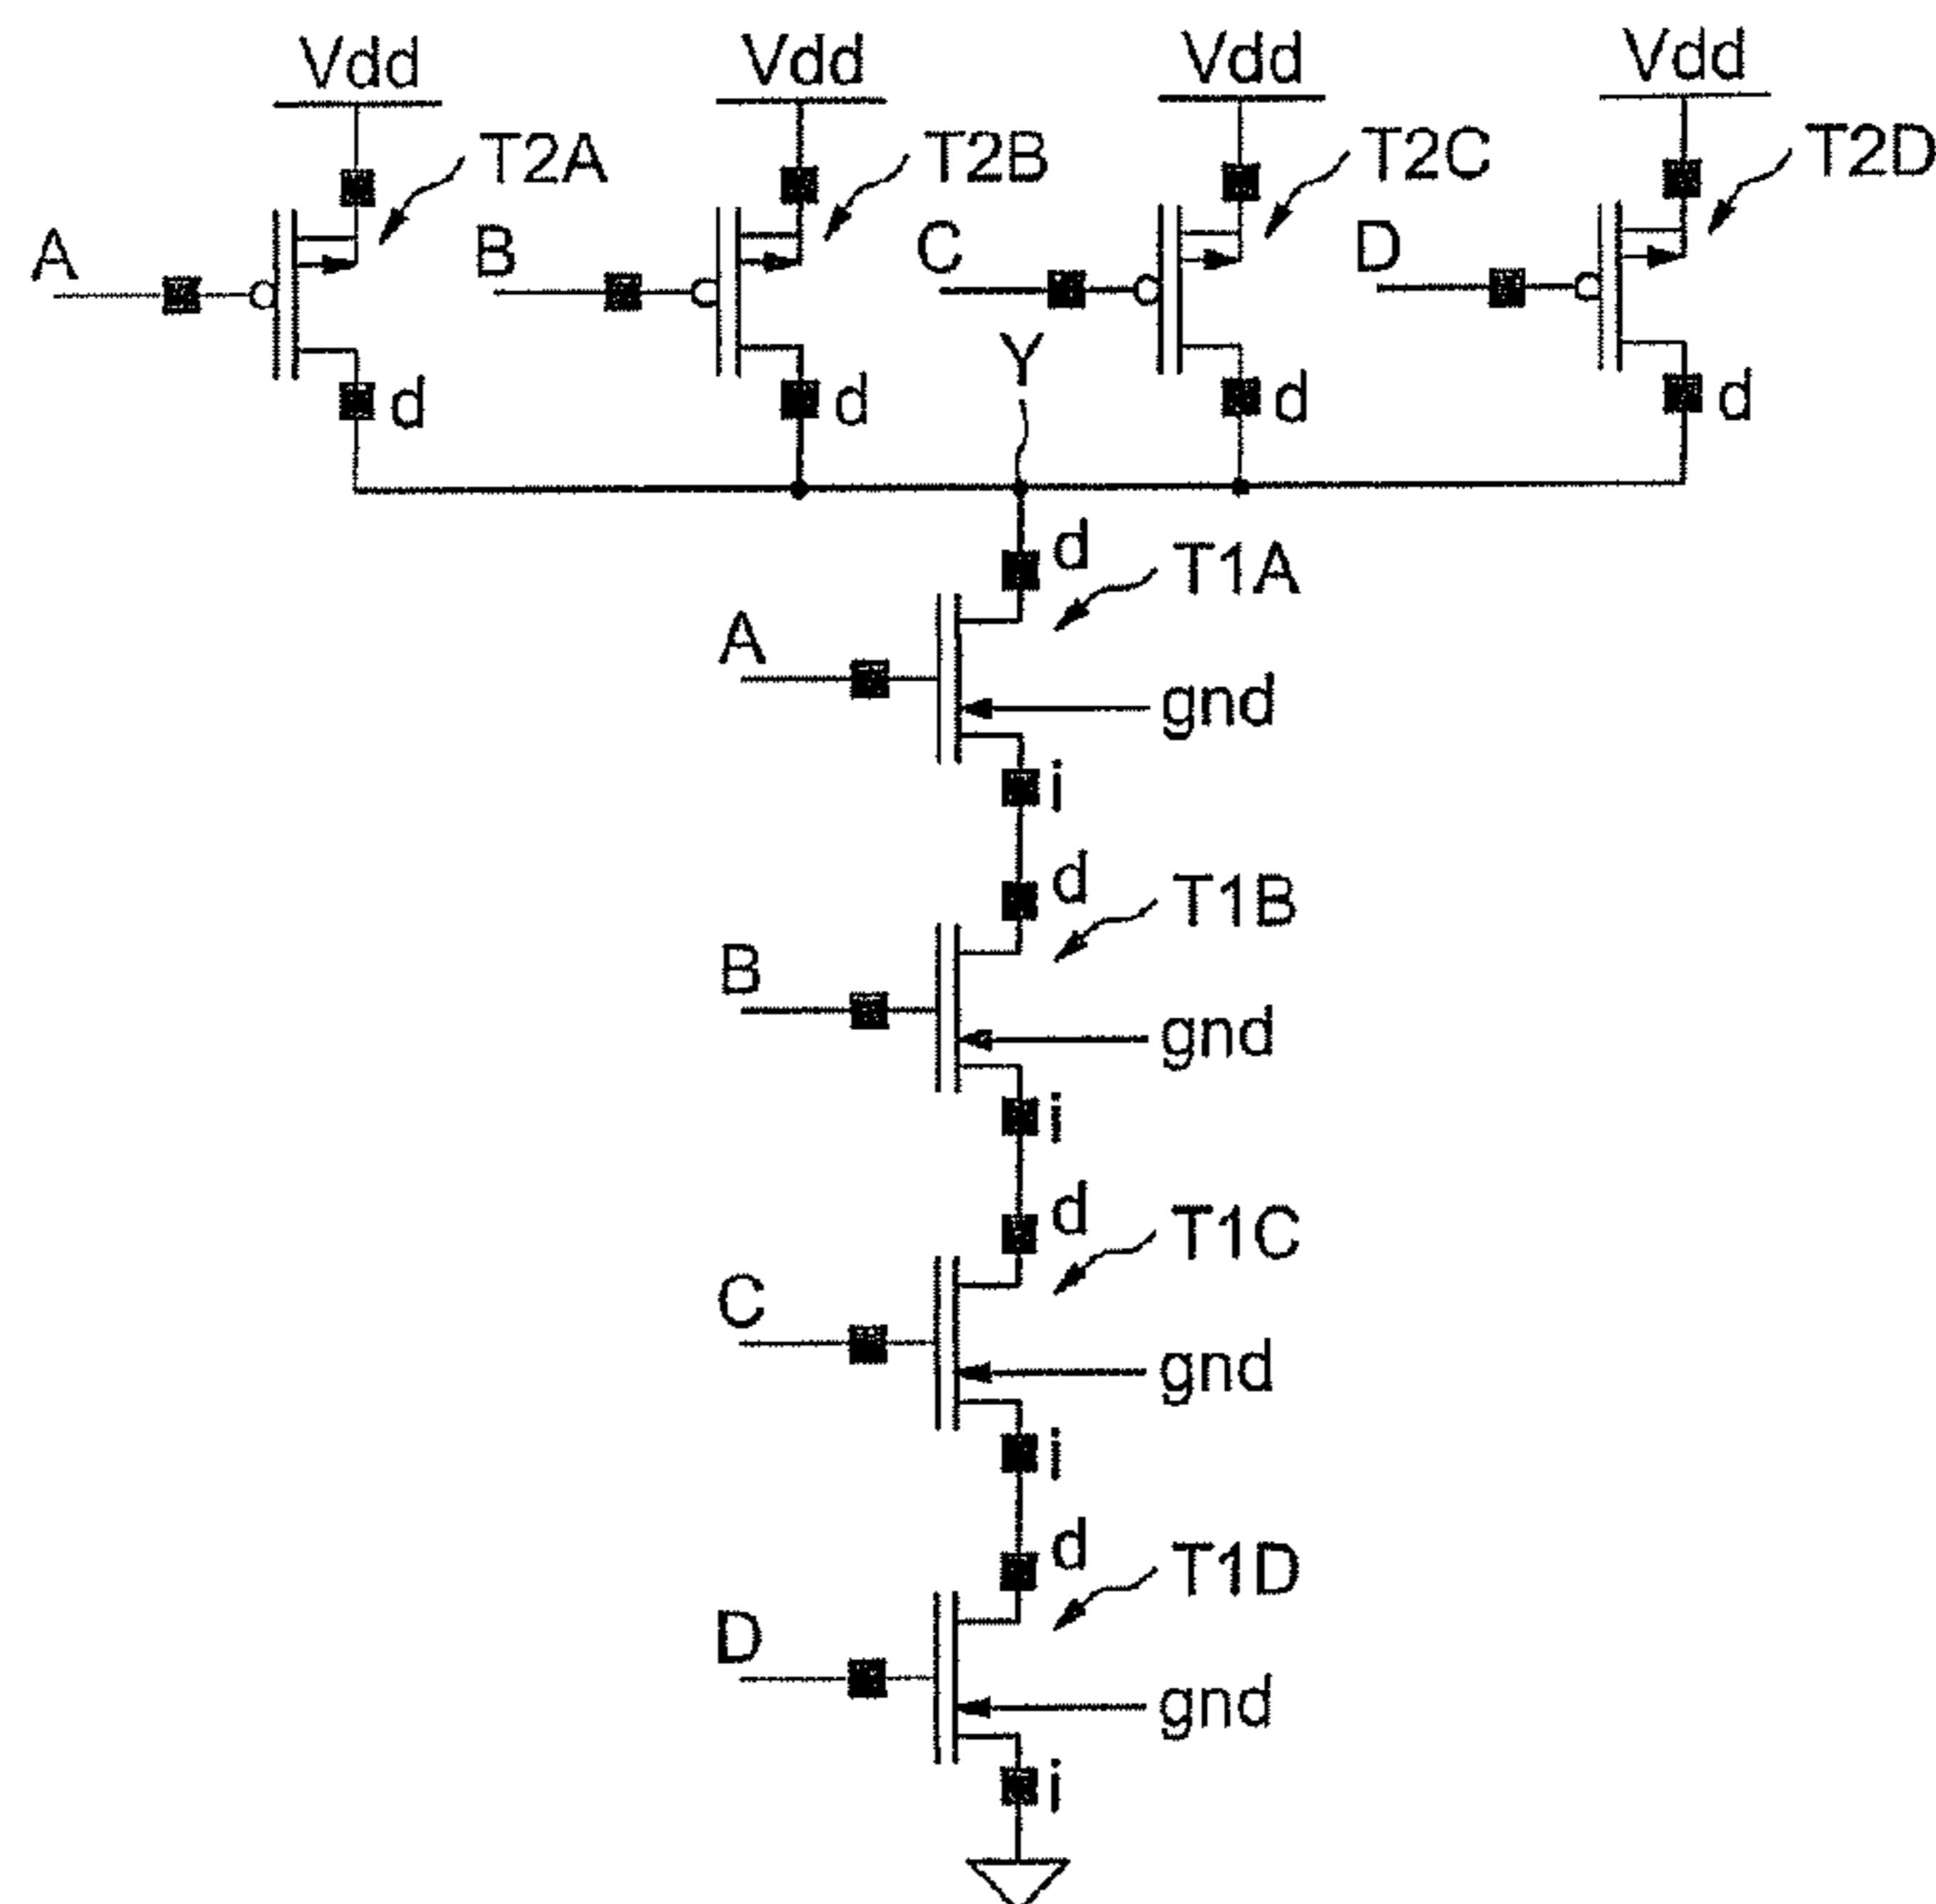 Vdd Vdd Vdd Vdd
T2A T2B T2C T2D
A B C D
Y
d d d d
d T1A
A
gnd
i
d T1B
B
gnd
i
d T1C
C
gnd
i
d T1D
D
gnd
i